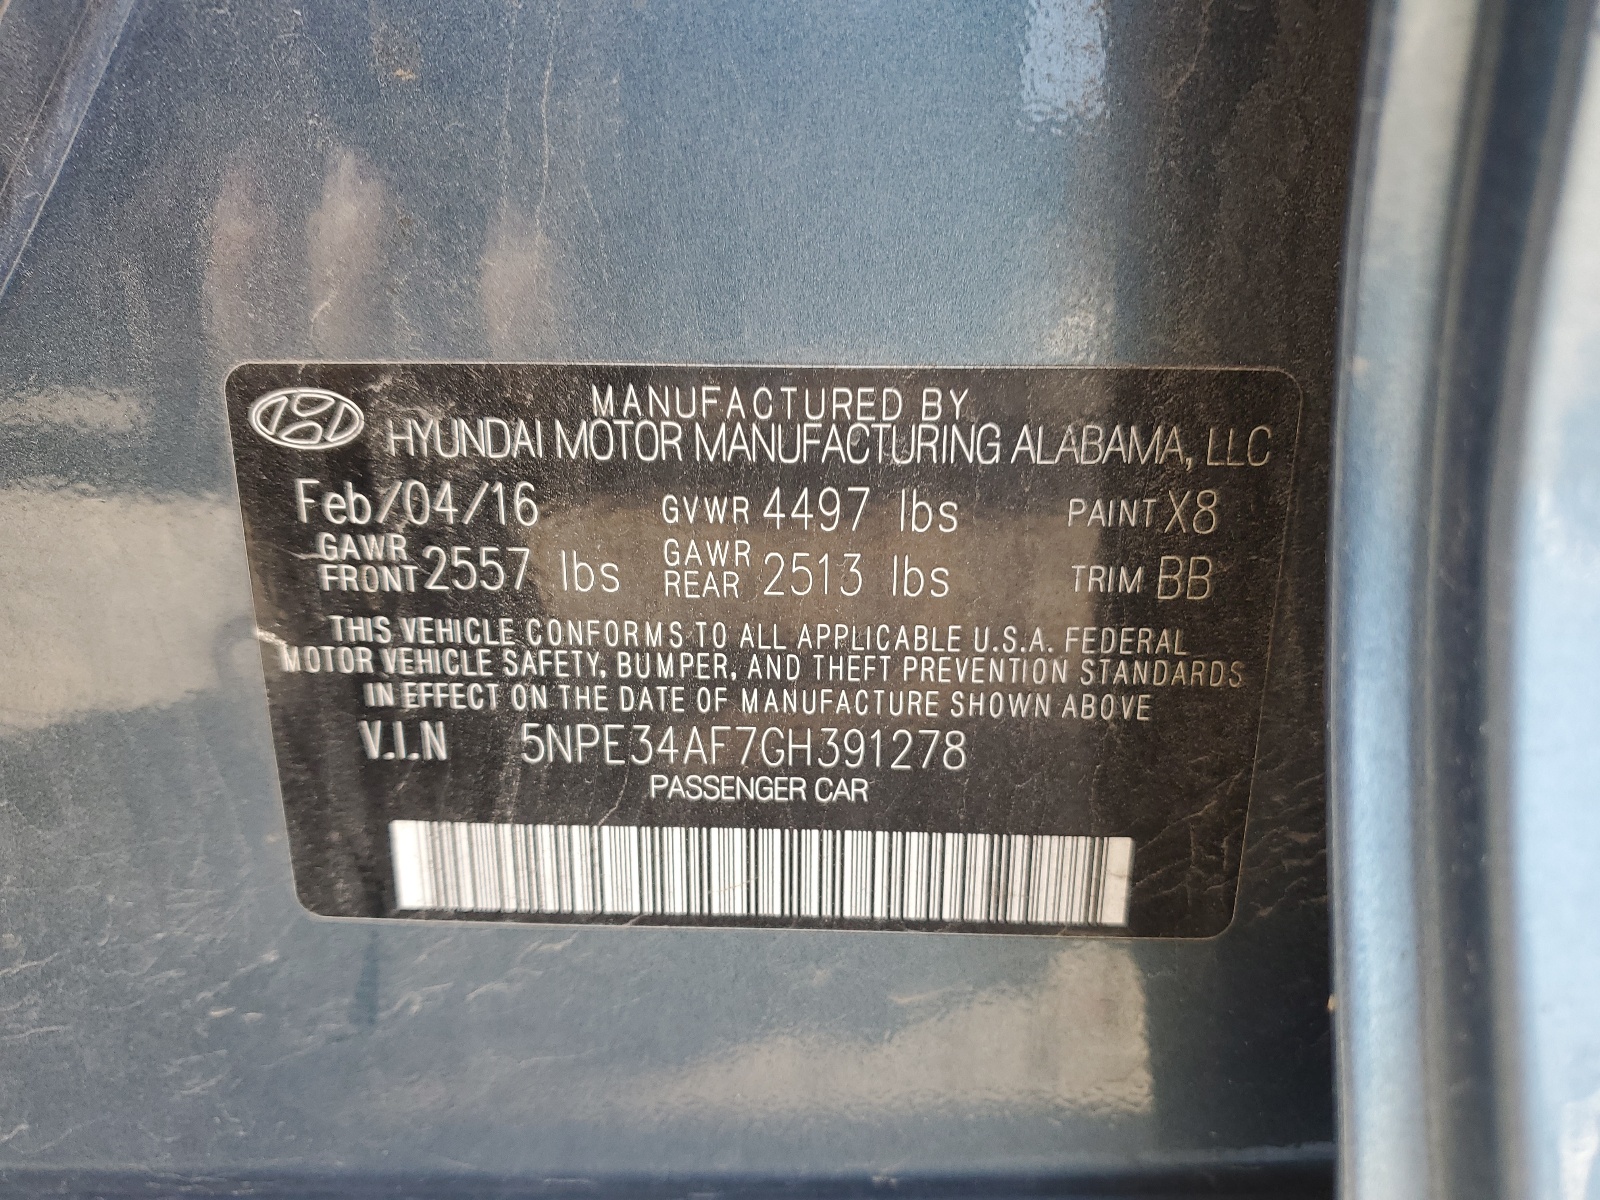 MANUFACTURED BY
HYUNDAI MOTOR MANUFACTURING ALABAMA, LLC
Feb/04/16 GVWR 4497 lbs PAINT X8
GAWR FRONT 2557 lbs GAWR REAR 2513 lbs TRIM BB
THIS VEHICLE CONFORMS TO ALL APPLICABLE U.S.A. FEDERAL
MOTOR VEHICLE SAFETY, BUMPER, AND THEFT PREVENTION STANDARDS
IN EFFECT ON THE DATE OF MANUFACTURE SHOWN ABOVE
V.I.N 5NPE34AF7GH391278
PASSENGER CAR